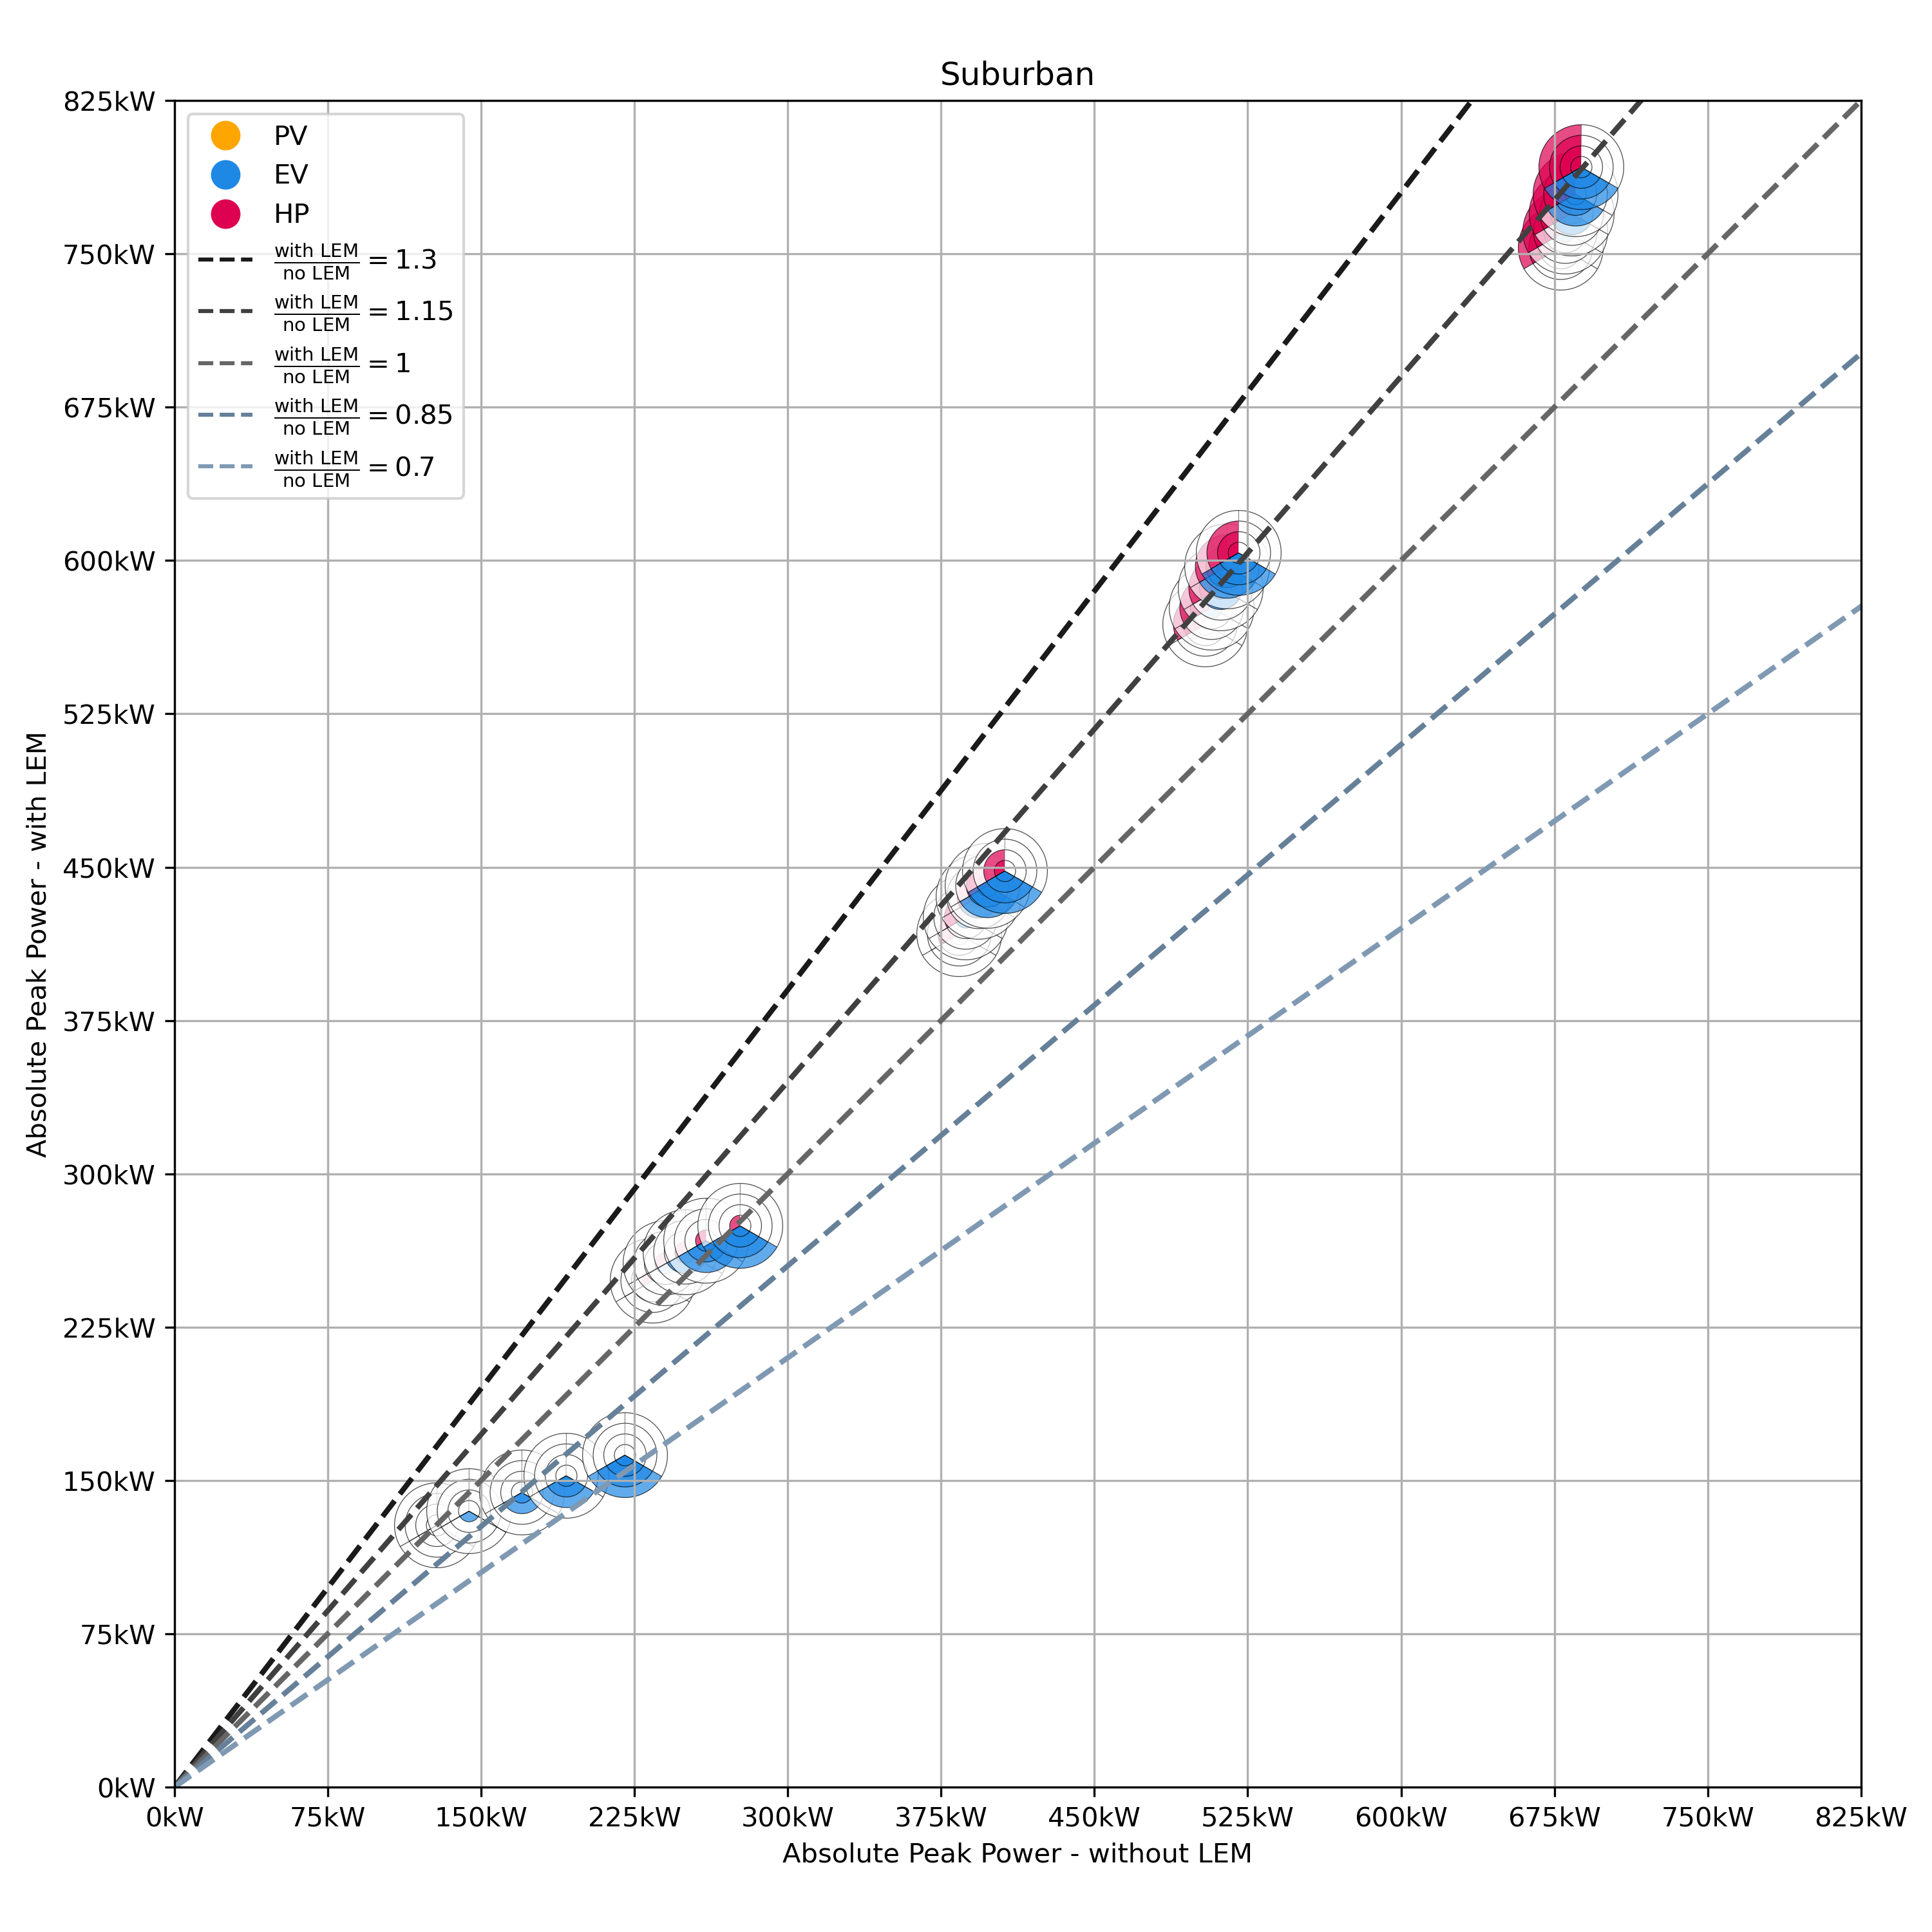 Suburban
825kW
750kW
675kW
600kW
525kW
450kW
375kW
300kW
225kW
150kW
75kW
0kW
Absolute Peak Power - with LEM
PV
EV
HP
with LEM / no LEM = 1.3
with LEM / no LEM = 1.15
with LEM / no LEM = 1
with LEM / no LEM = 0.85
with LEM / no LEM = 0.7
0kW 75kW 150kW 225kW 300kW 375kW 450kW 525kW 600kW 675kW 750kW 825kW
Absolute Peak Power - without LEM